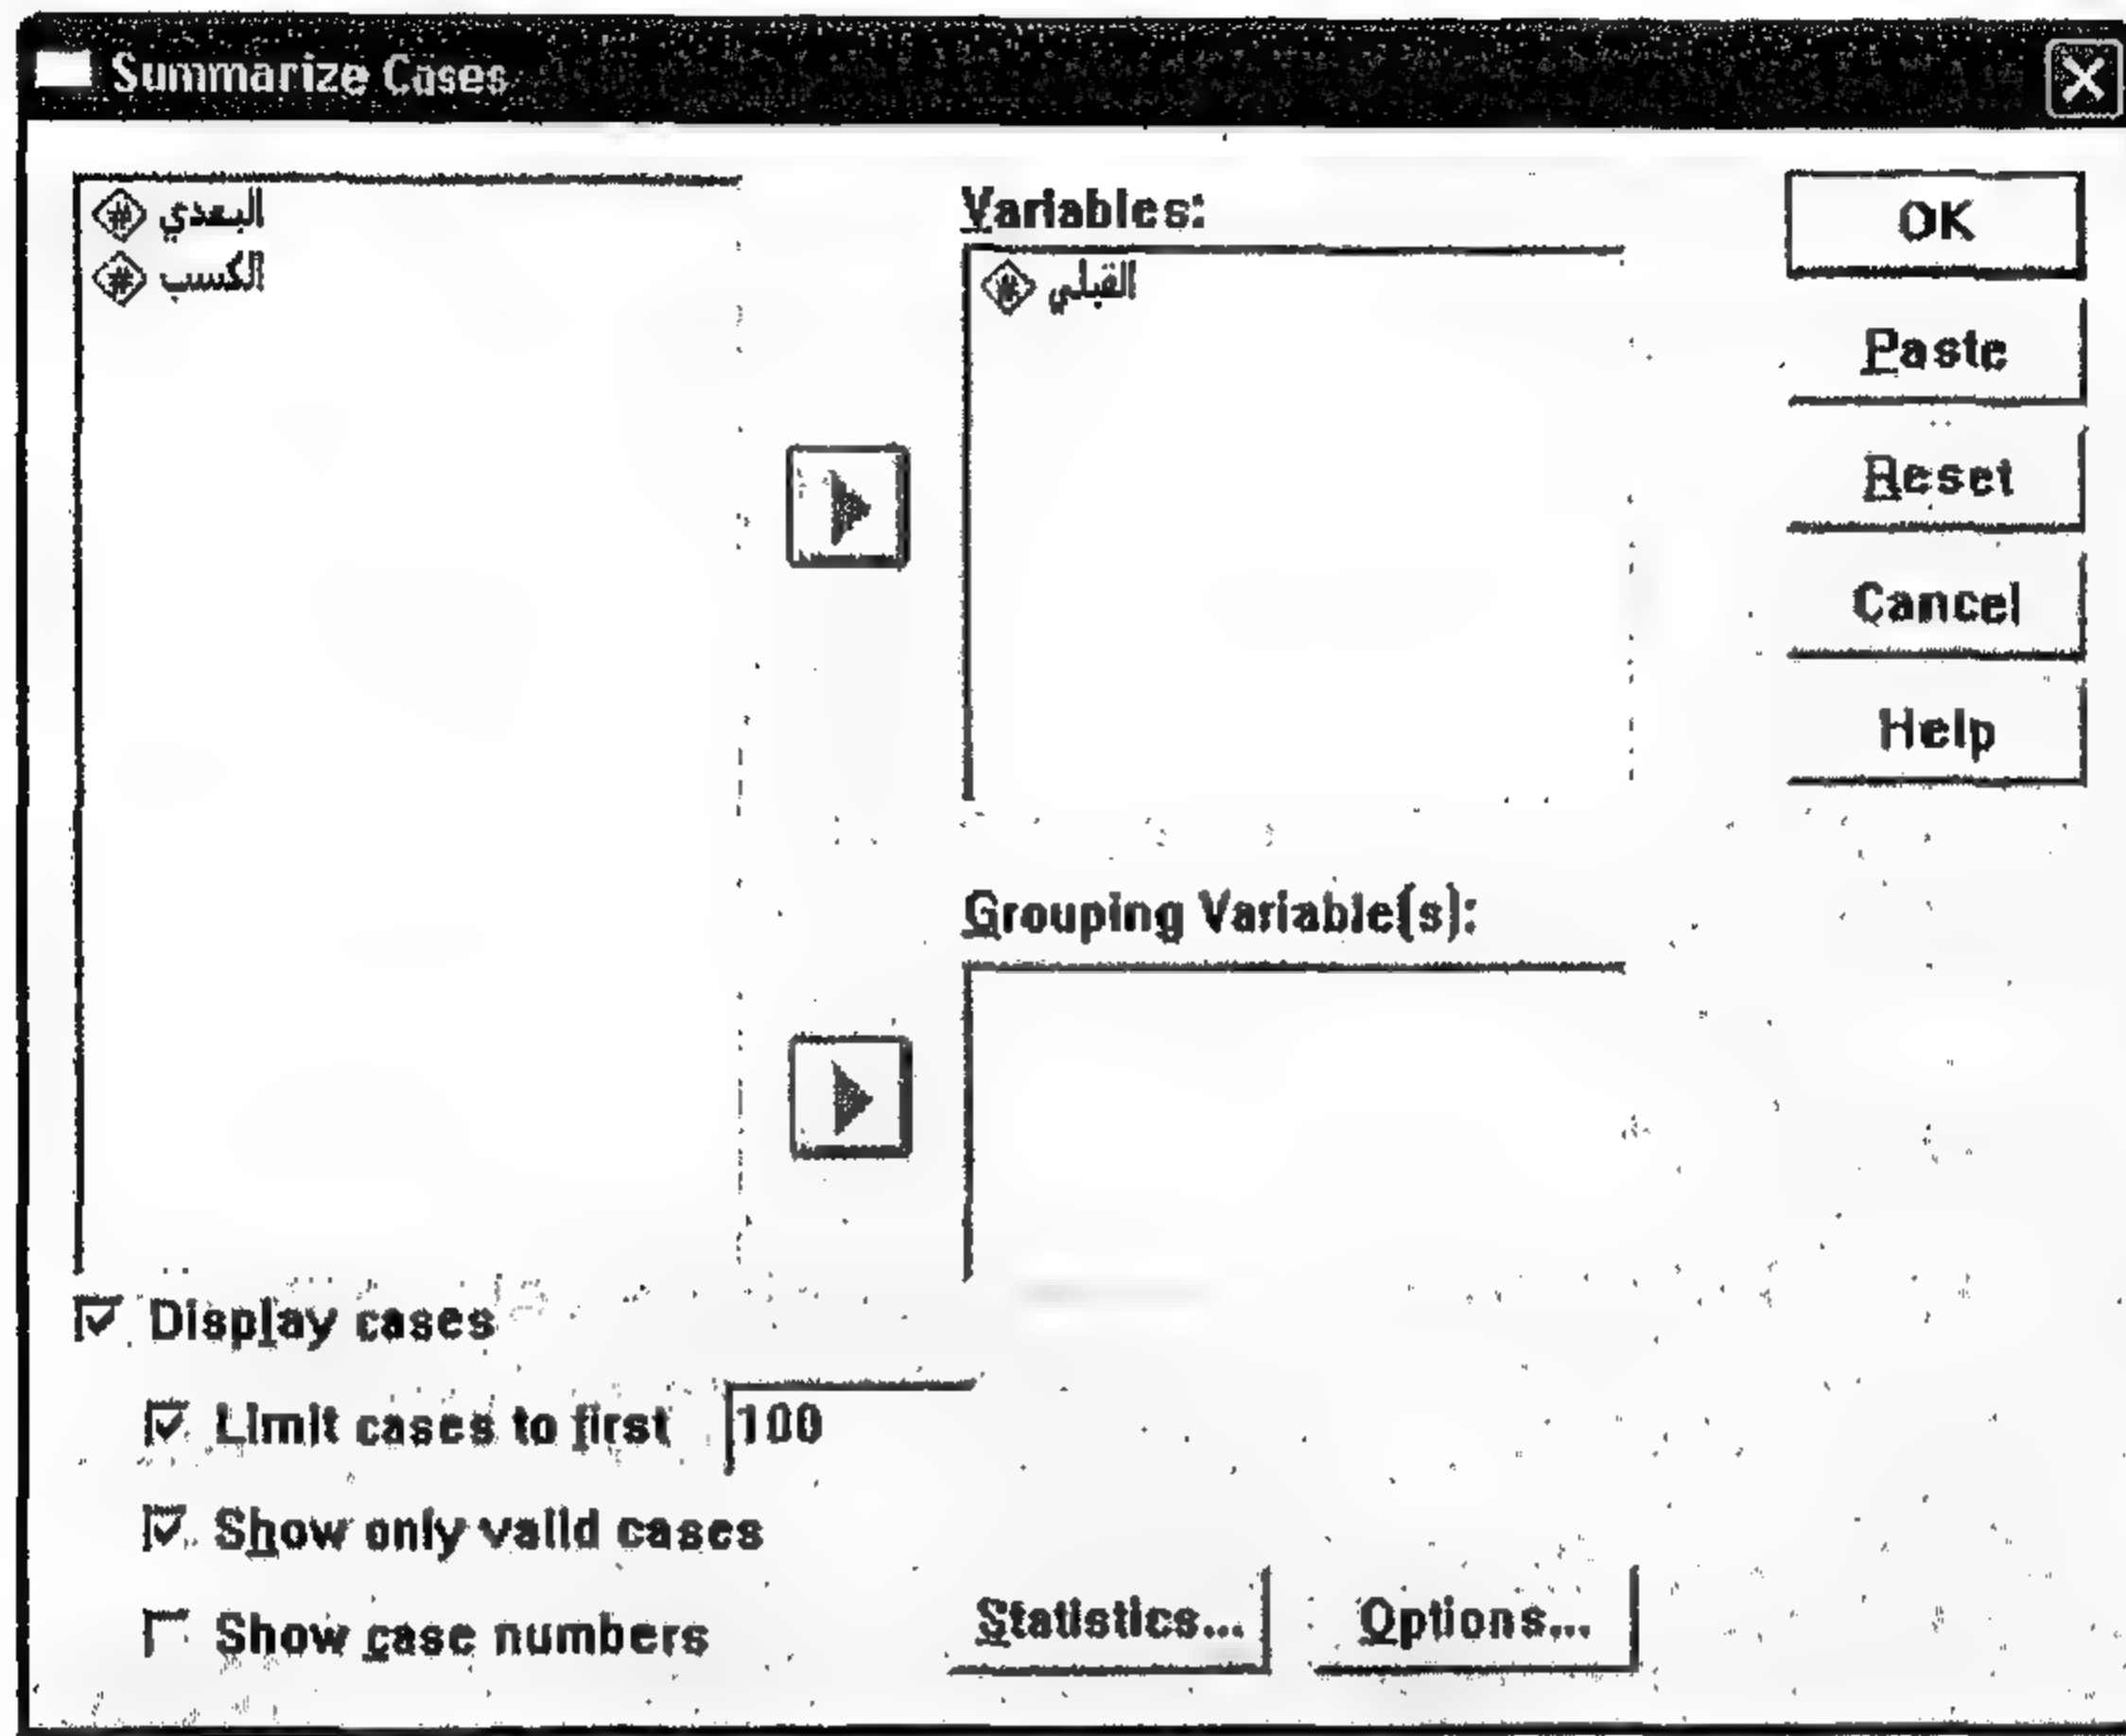 Summarize Cases
البعدي
الكسب
Variables:
القبلي
OK
Paste
Reset
Cancel
Help
Grouping Variable(s):
Display cases
Limit cases to first 100
Show only valid cases
Show case numbers
Statistics...
Options...